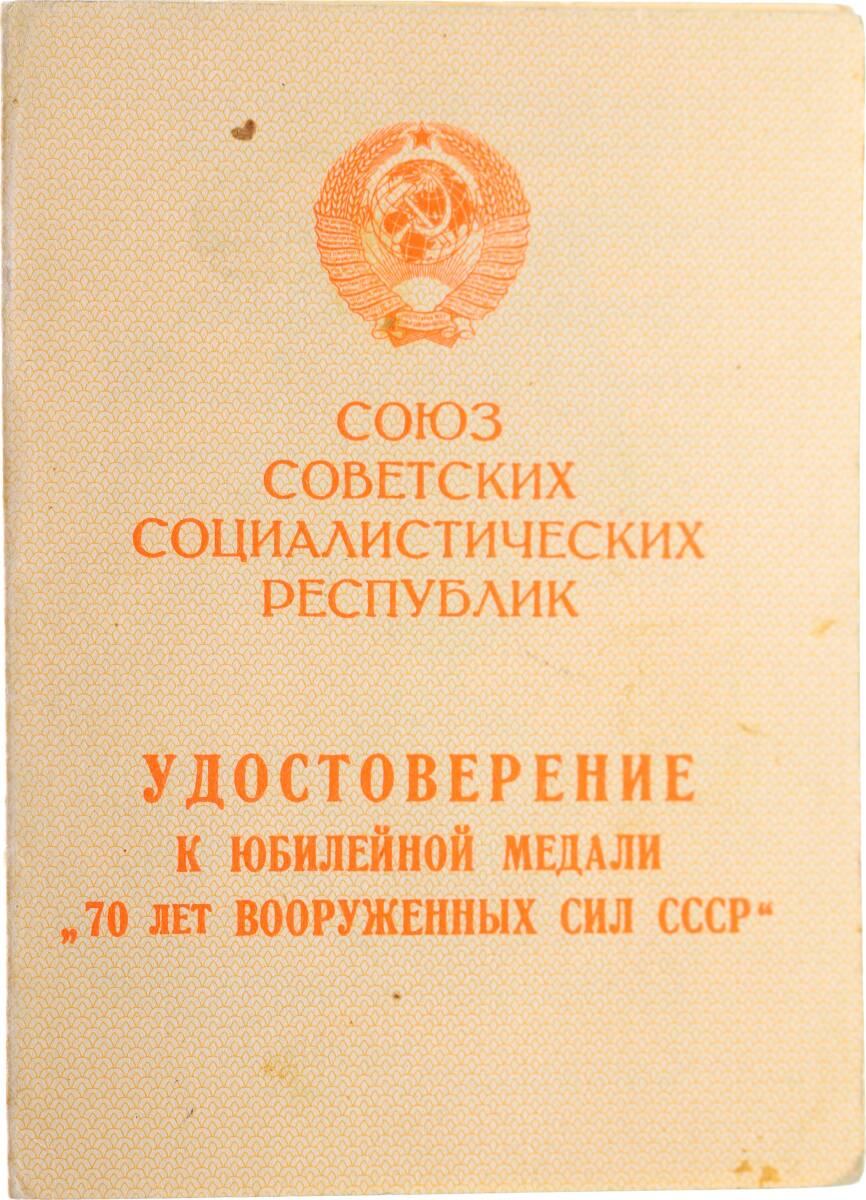 СОЮЗ
СОВЕТСКИХ
СОЦИАЛИСТИЧЕСКИХ
РЕСПУБЛИК
УДОСТОВЕРЕНИЕ
К ЮБИЛЕЙНОЙ МЕДАЛИ
„70 ЛЕТ ВООРУЖЕННЫХ СИЛ СССР“